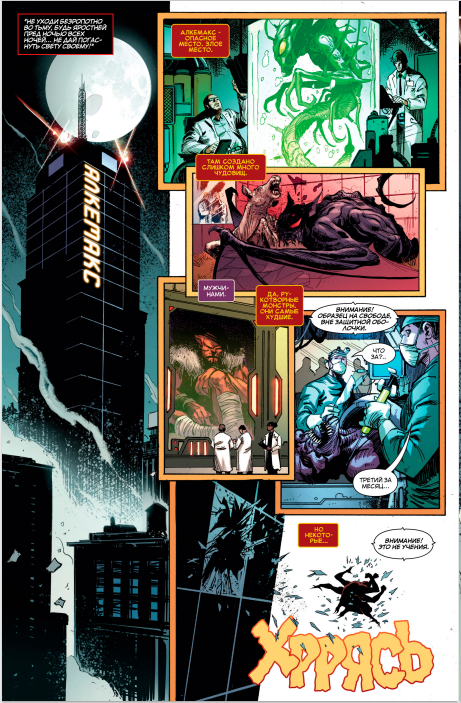 "НЕ УХОДИ БЕЗРОПОТНО
ВО ТЬМУ, БУДЬ ЯРОСТНЕЙ
ПРЕД НОЧЬЮ ВСЕХ
НОЧЕЙ... НЕ ДАЙ ПОГАС-
НУТЬ СВЕТУ СВОЕМУ!"
АЛКЕМАКС
АЛКЕМАКС -
ОПАСНОЕ
МЕСТО. ЗЛОЕ
МЕСТО.
ТАМ СОЗДАНО
СЛИШКОМ МНОГО
ЧУДОВИЩ.
МУЖЧИ-
НАМИ.
ДА, РУ-
КОТВОРНЫЕ
МОНСТРЫ.
ОНИ САМЫЕ
ХУДШИЕ.
ВНИМАНИЕ!
ОБРАЗЕЦ НА СВОБОДЕ,
ВНЕ ЗАЩИТНОЙ ОБО-
ЛОЧКИ.
ЧТО
ЗА?..
ТРЕТИЙ ЗА
МЕСЯЦ...
НО
НЕКОТО-
РЫЕ...
ВНИМАНИЕ!
ЭТО НЕ УЧЕНИЯ.
ХРРЯСЬ